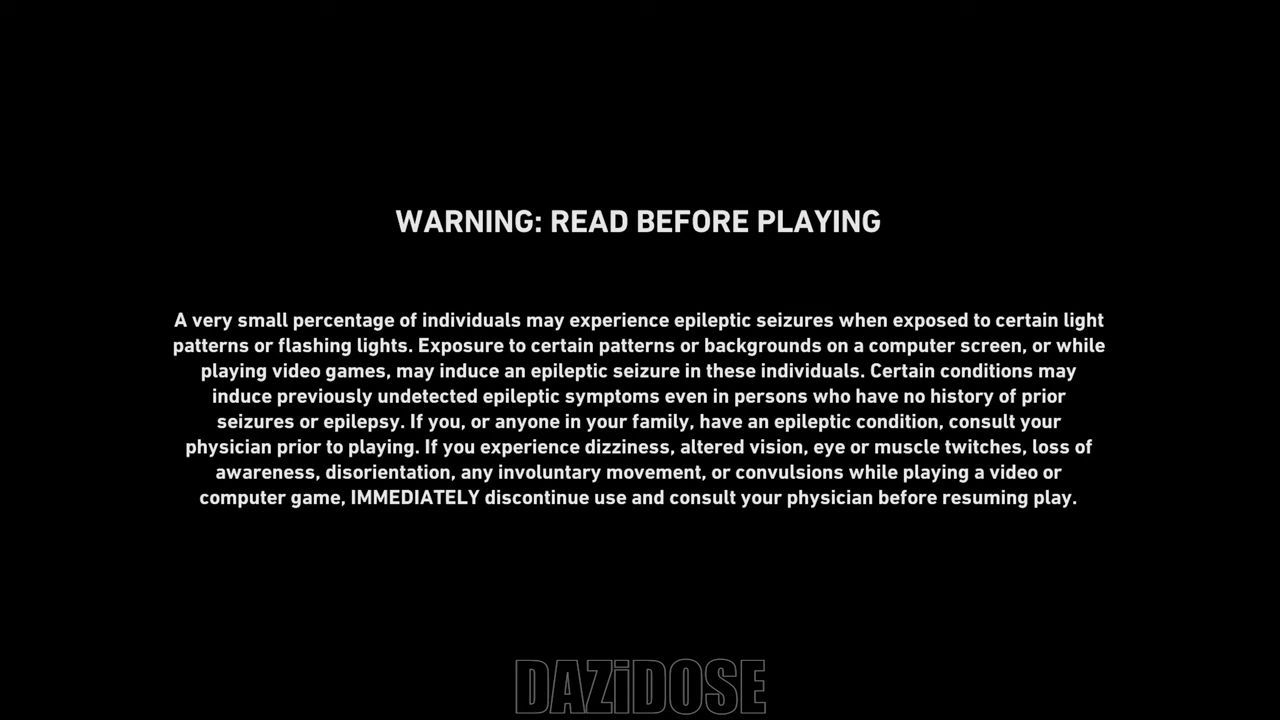 WARNING: READ BEFORE PLAYING
A very small percentage of individuals may experience epileptic seizures when exposed to certain light
patterns or flashing lights. Exposure to certain patterns or backgrounds on a computer screen, or while
playing video games, may induce an epileptic seizure in these individuals. Certain conditions may
induce previously undetected epileptic symptoms even in persons who have no history of prior
seizures or epilepsy. If you, or anyone in your family, have an epileptic condition, consult your
physician prior to playing. If you experience dizziness, altered vision, eye or muscle twitches, loss of
awareness, disorientation, any involuntary movement, or convulsions while playing a video or
computer game, IMMEDIATELY discontinue use and consult your physician before resuming play.
DAZiDOSE